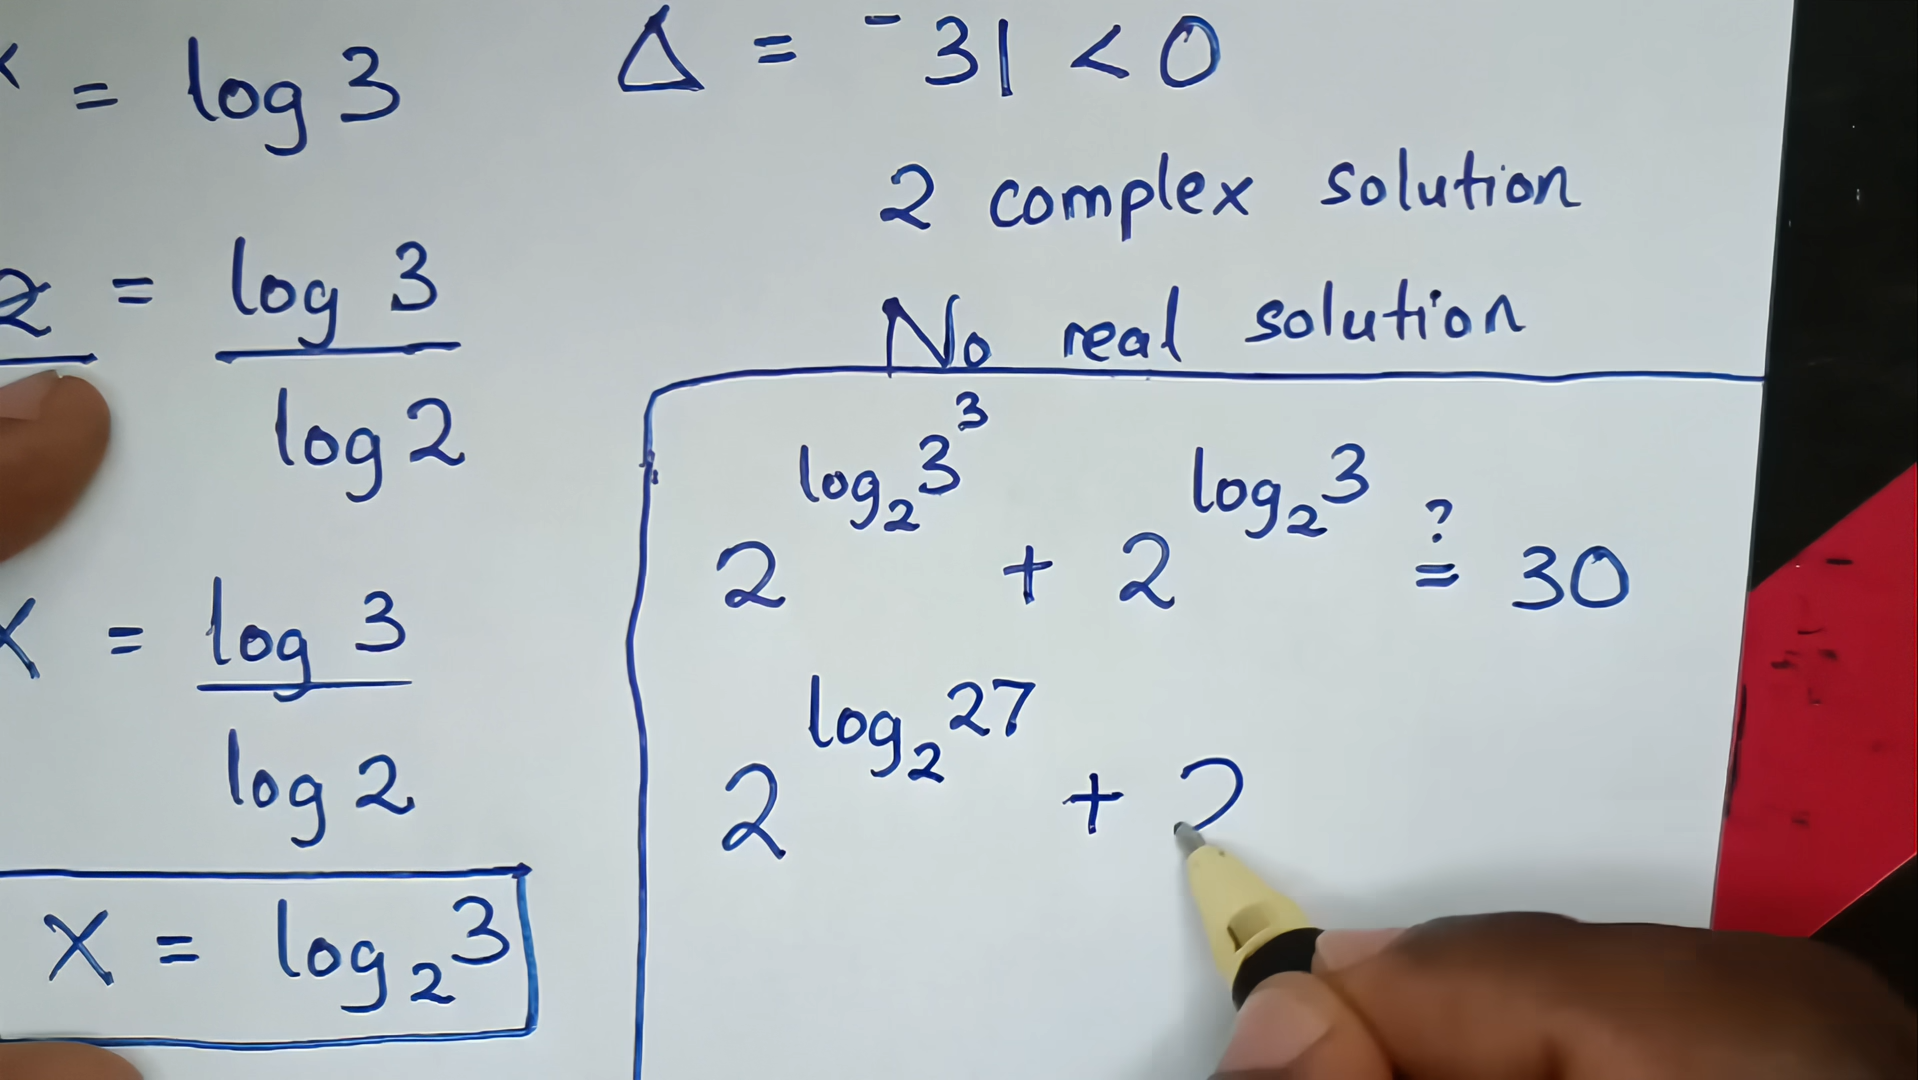 x = log 3
2 = log 3
log 2
x = log 3
log 2
x = log₂3
Δ = ⁻31 < 0
2 complex solution
No real solution
2^(log₂3³) + 2^(log₂3) ≟ 30
2^(log₂27) + 2